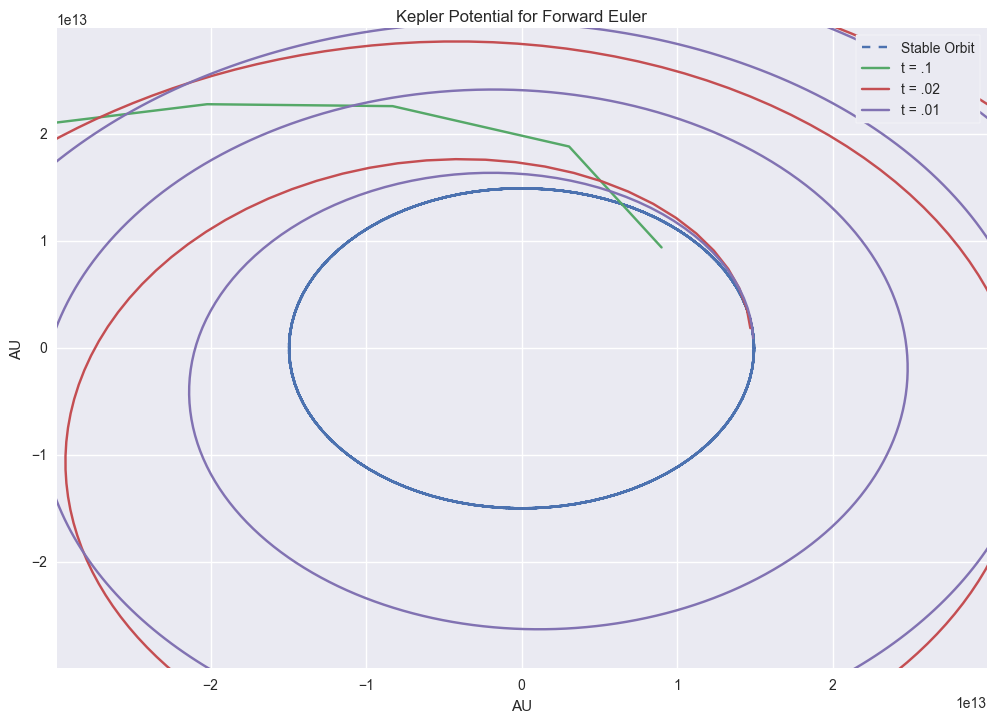 Kepler Potential for Forward Euler
1e13
Stable Orbit
t = .1
t = .02
t = .01
2
1
0
−1
−2
AU
−2 −1 0 1 2
1e13
AU